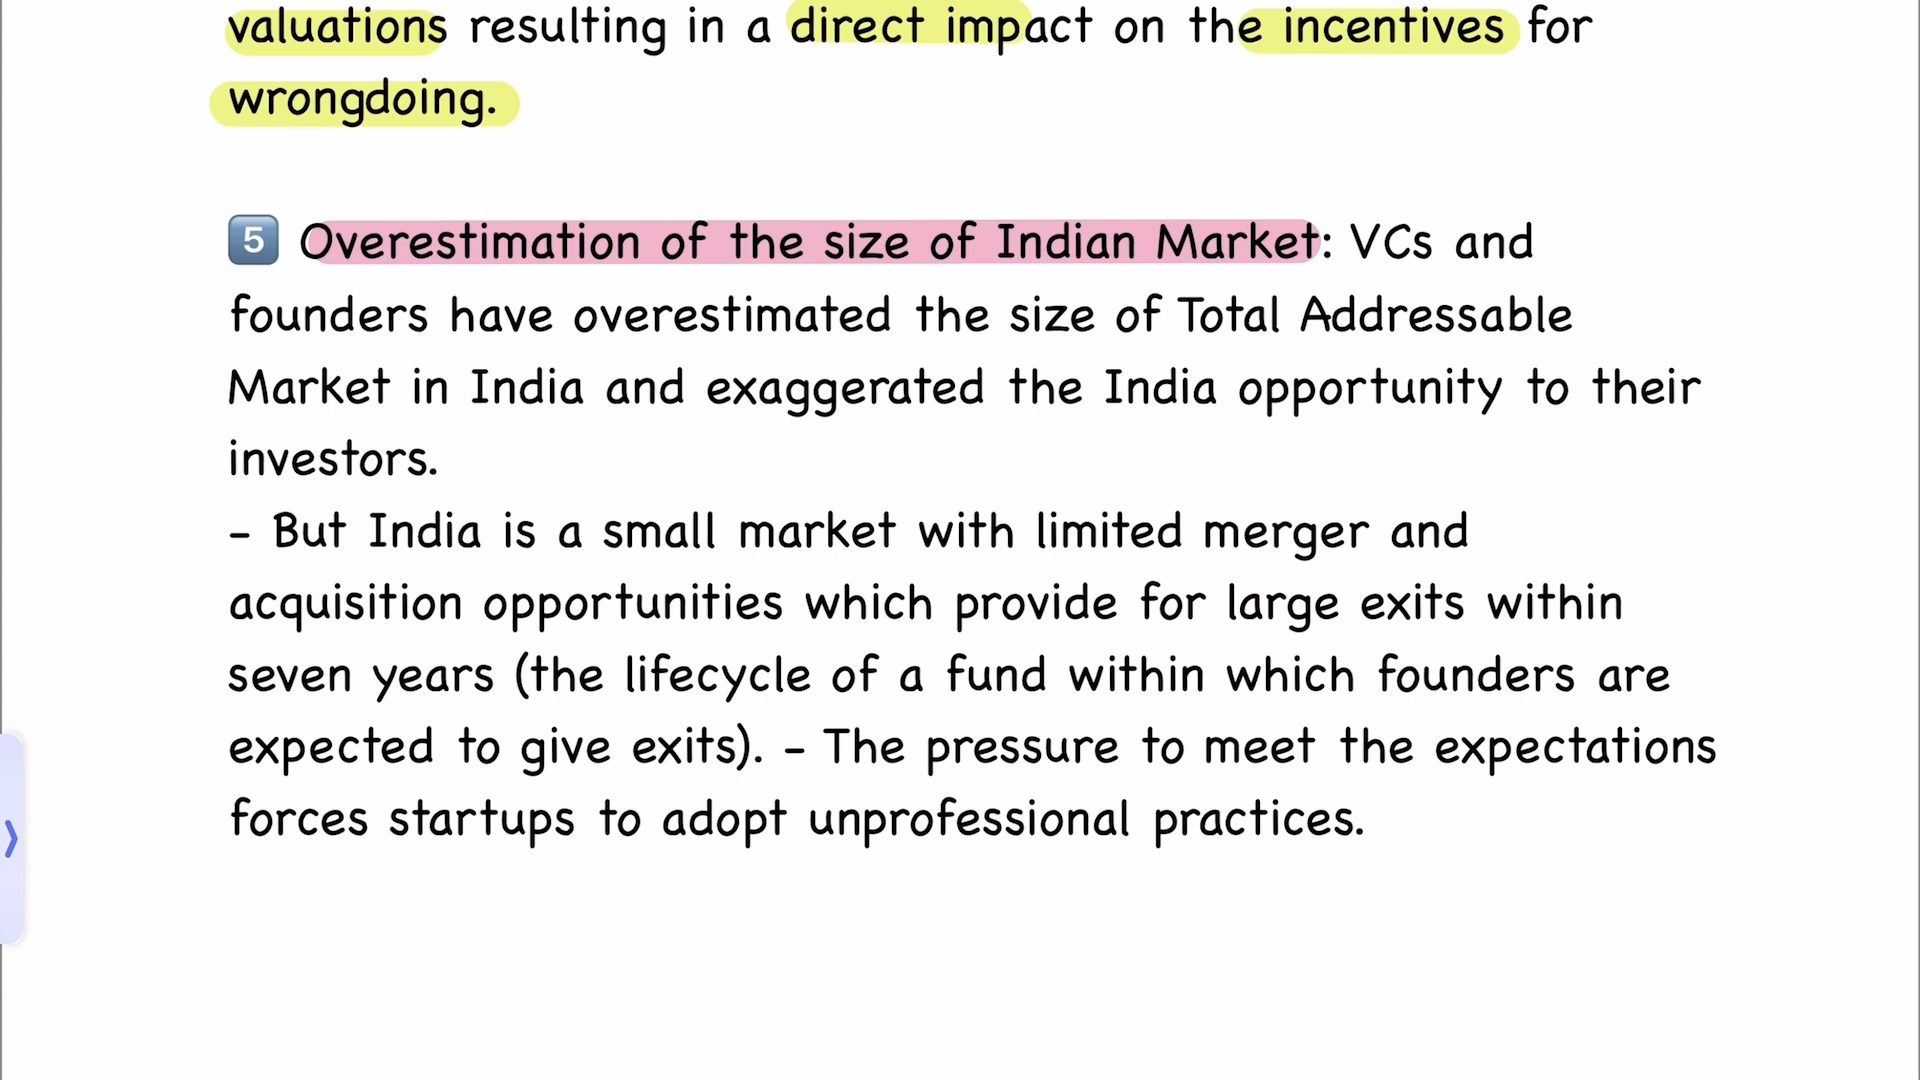 valuations resulting in a direct impact on the incentives for
wrongdoing.
5 Overestimation of the size of Indian Market: VCs and
founders have overestimated the size of Total Addressable
Market in India and exaggerated the India opportunity to their
investors.
- But India is a small market with limited merger and
acquisition opportunities which provide for large exits within
seven years (the lifecycle of a fund within which founders are
expected to give exits). - The pressure to meet the expectations
forces startups to adopt unprofessional practices.